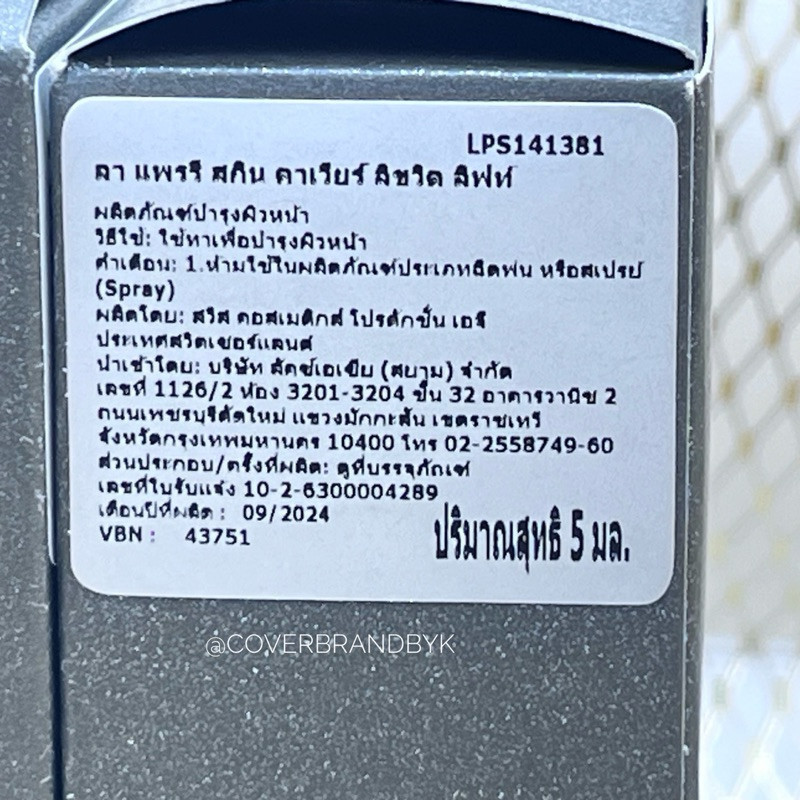 LPS141381
ลา แพรรี สกิน คาเวียร์ ลิขวิด ลิฟท์
ผลิตภัณฑ์บำรุงผิวหน้า
วิธีใช้: ใช้ทาเพื่อบำรุงผิวหน้า
คำเตือน: 1.ห้ามใช้ในผลิตภัณฑ์ประเภทฉีดพ่น หรือสเปรย์
(Spray)
ผลิตโดย: สวิส คอสเมติกส์ โปรดักชั่น เอจี
ประเทศสวิตเซอร์แลนด์
นำเข้าโดย: บริษัท ลักซ์เอเซีย (สยาม) จำกัด
เลขที่ 1126/2 ห้อง 3201-3204 ชั้น 32 อาคารวานิช 2
ถนนเพชรบุรีตัดใหม่ แขวงมักกะสัน เขตราชเทวี
จังหวัดกรุงเทพมหานคร 10400 โทร 02-2558749-60
ส่วนประกอบ/ครั้งที่ผลิต: ดูที่บรรจุภัณฑ์
เลขที่ใบรับแจ้ง 10-2-6300004289
เดือนปีที่ผลิต : 09/2024
VBN : 43751
ปริมาณสุทธิ 5 มล.
@COVERBRANDBYK